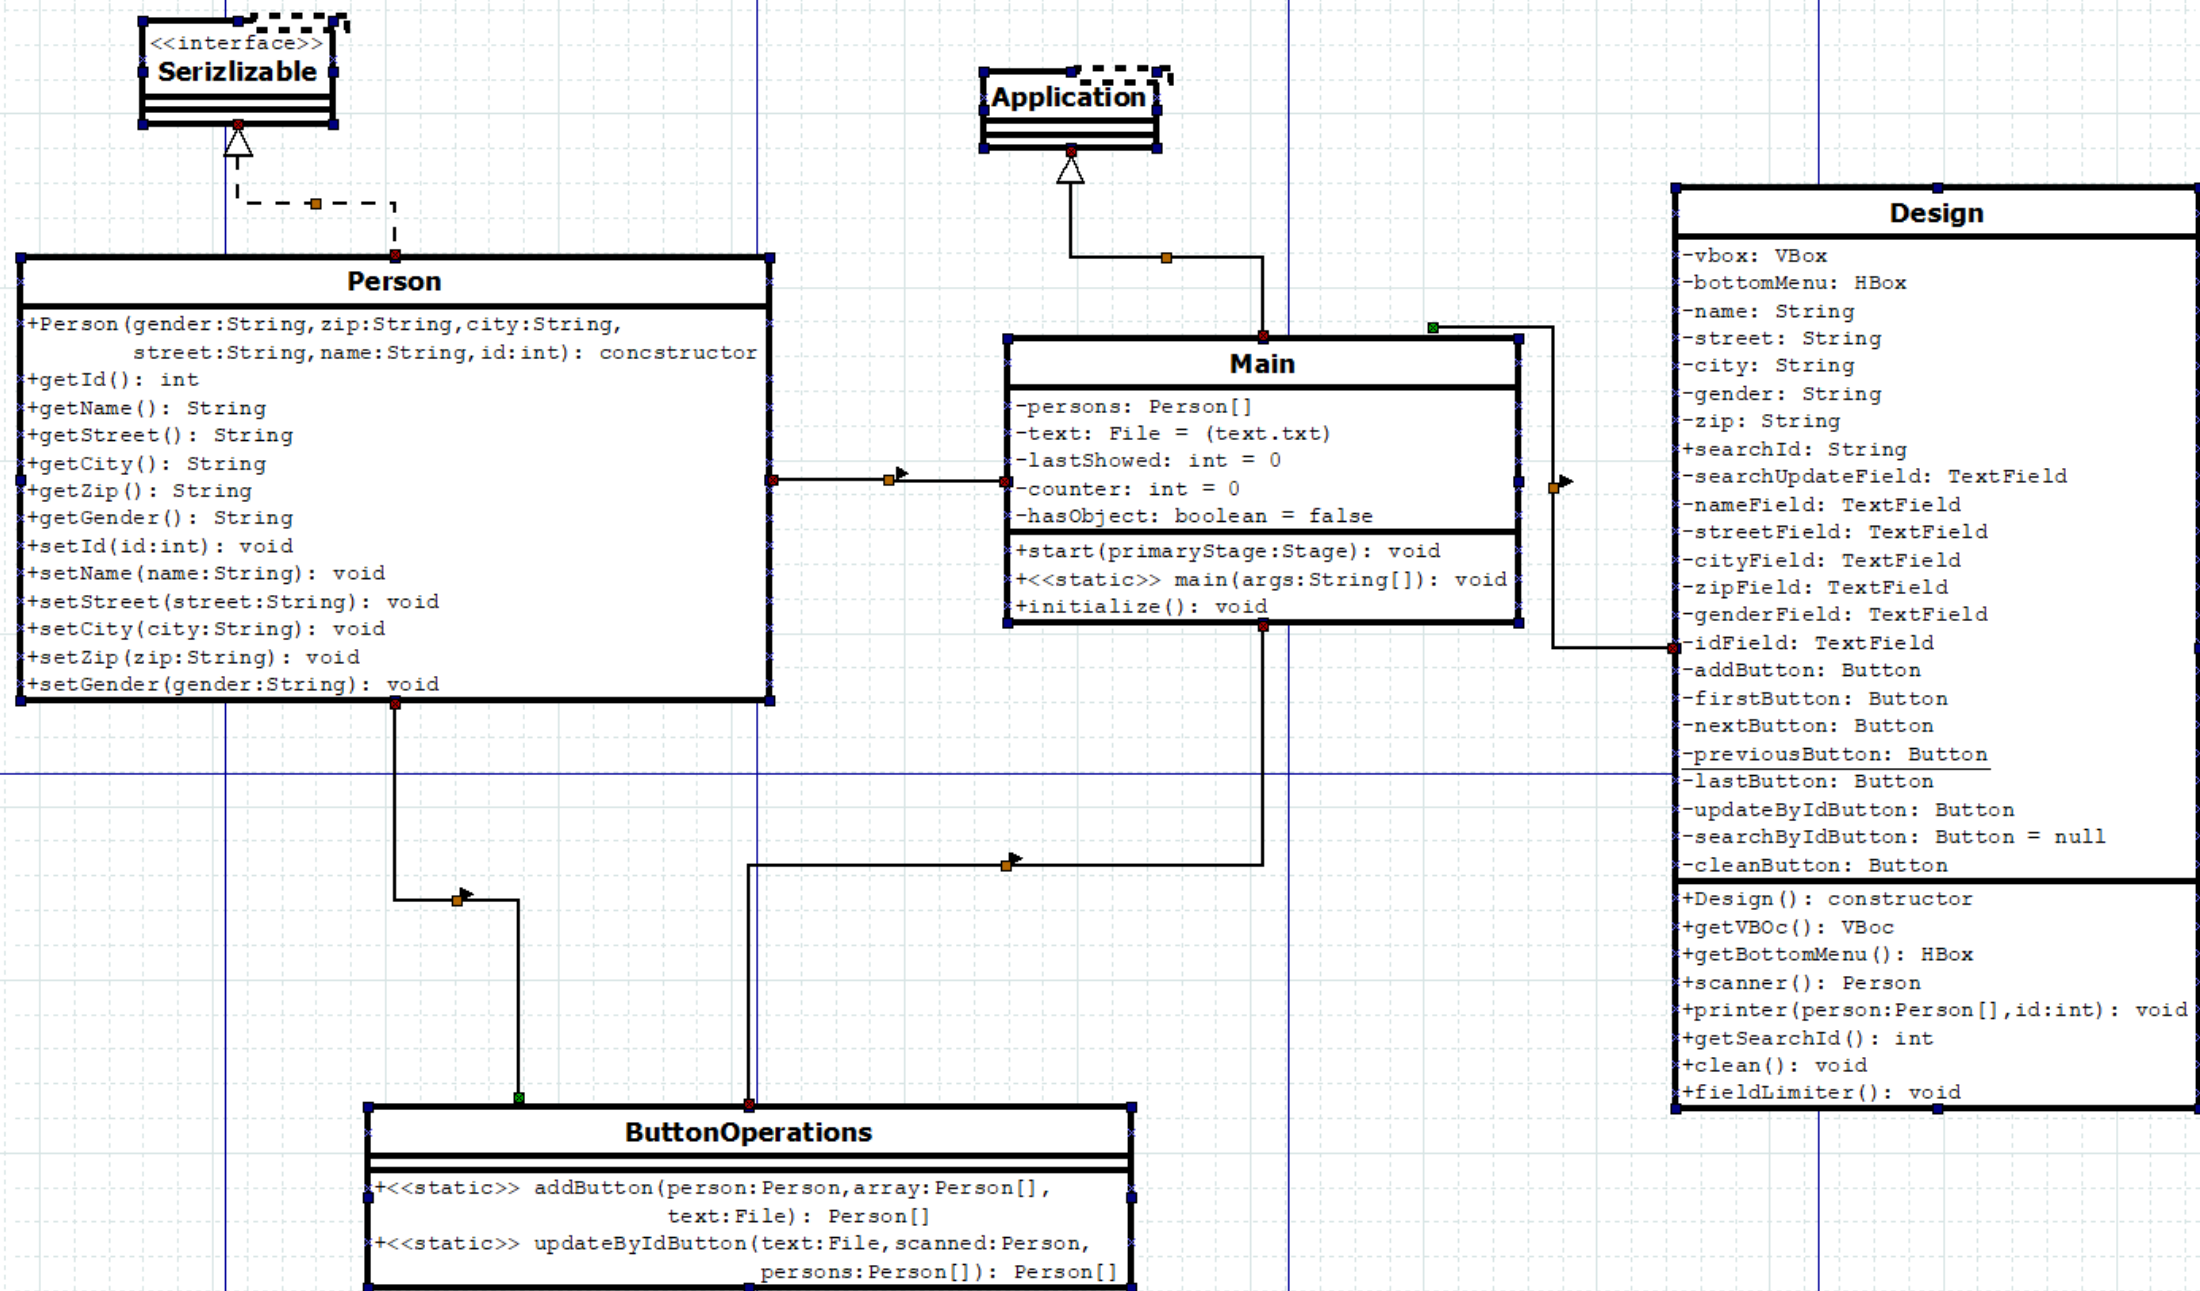 <<interface>>
Serizlizable
Application
Person
+Person(gender:String,zip:String,city:String,
street:String,name:String,id:int): concstructor
+getId(): int
+getName(): String
+getStreet(): String
+getCity(): String
+getZip(): String
+getGender(): String
+setId(id:int): void
+setName(name:String): void
+setStreet(street:String): void
+setCity(city:String): void
+setZip(zip:String): void
+setGender(gender:String): void
Main
-persons: Person[]
-text: File = (text.txt)
-lastShowed: int = 0
-counter: int = 0
-hasObject: boolean = false
+start(primaryStage:Stage): void
+<<static>> main(args:String[]): void
+initialize(): void
Design
-vbox: VBox
-bottomMenu: HBox
-name: String
-street: String
-city: String
-gender: String
-zip: String
+searchId: String
-searchUpdateField: TextField
-nameField: TextField
-streetField: TextField
-cityField: TextField
-zipField: TextField
-genderField: TextField
-idField: TextField
-addButton: Button
-firstButton: Button
-nextButton: Button
-previousButton: Button
-lastButton: Button
-updateByIdButton: Button
-searchByIdButton: Button = null
-cleanButton: Button
+Design(): constructor
+getVBOc(): VBoc
+getBottomMenu(): HBox
+scanner(): Person
+printer(person:Person[],id:int): void
+getSearchId(): int
+clean(): void
+fieldLimiter(): void
ButtonOperations
+<<static>> addButton(person:Person,array:Person[],
text:File): Person[]
+<<static>> updateByIdButton(text:File,scanned:Person,
persons:Person[]): Person[]